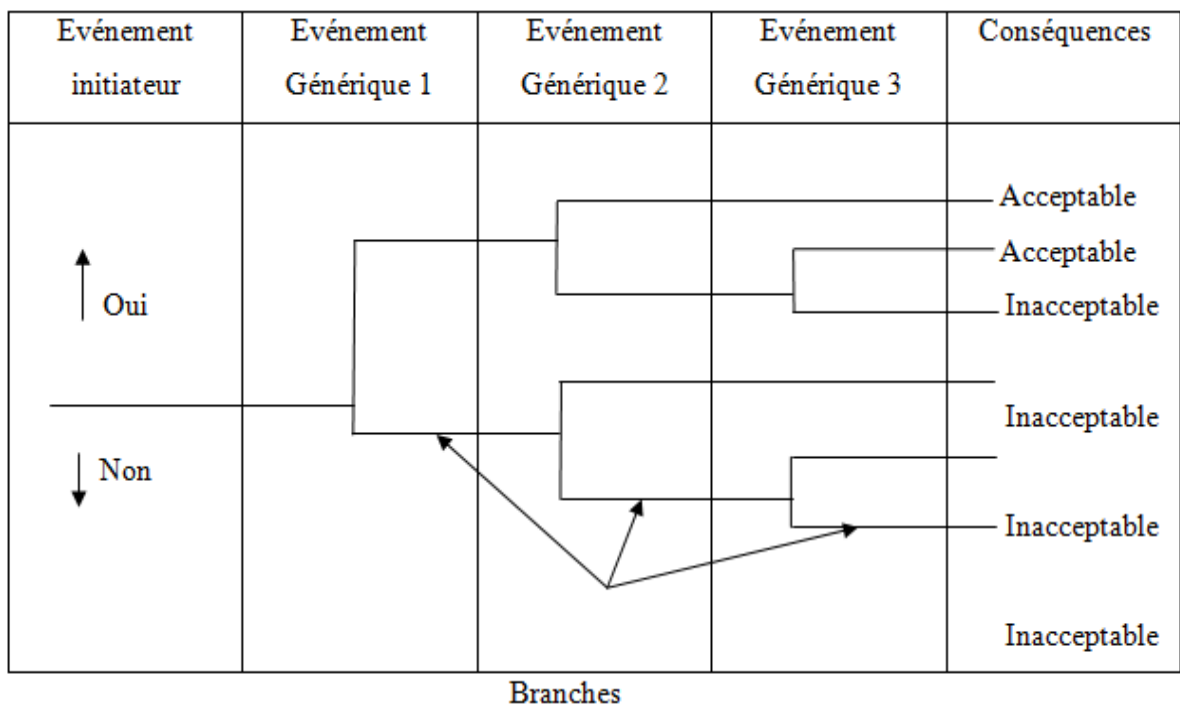 Evénement initiateur
Evénement Générique 1
Evénement Générique 2
Evénement Générique 3
Conséquences
Acceptable
Acceptable
Oui
Inacceptable
Inacceptable
Non
Inacceptable
Inacceptable
Branches